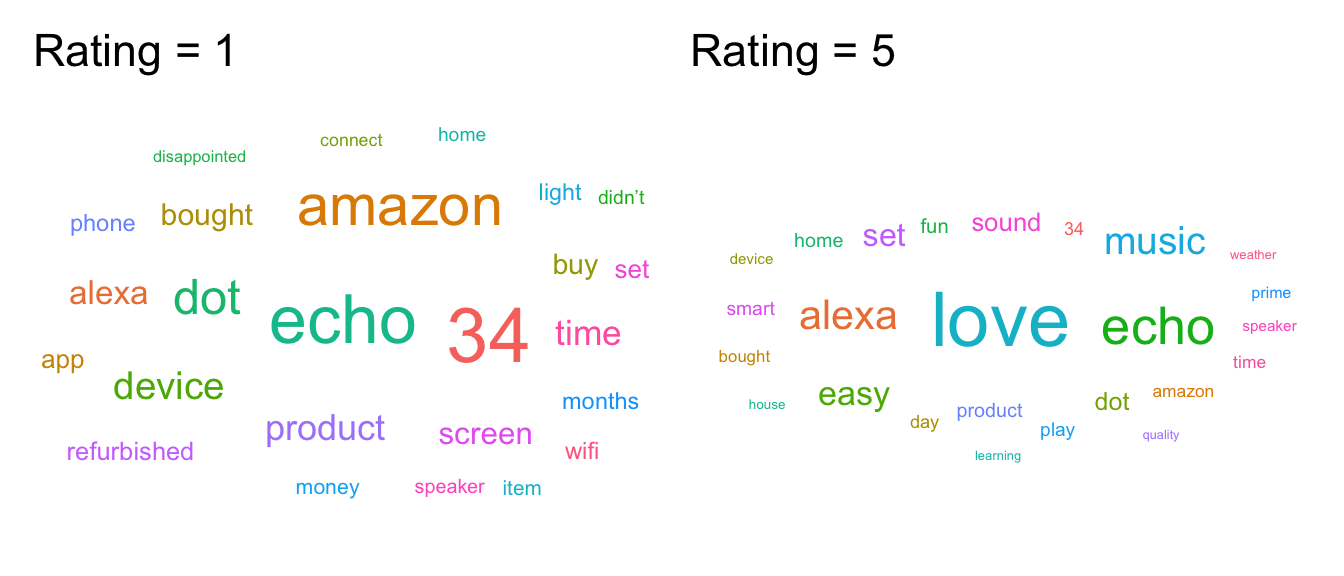 Rating = 1
connect
home
disappointed
light
didn’t
amazon
bought
phone
buy
set
alexa
dot
echo
34
time
app
device
months
product
screen
refurbished
wifi
money
speaker
item
Rating = 5
fun
sound
34
set
home
music
weather
device
prime
smart
alexa
love
echo
speaker
bought
time
easy
amazon
dot
house
product
day
play
quality
learning